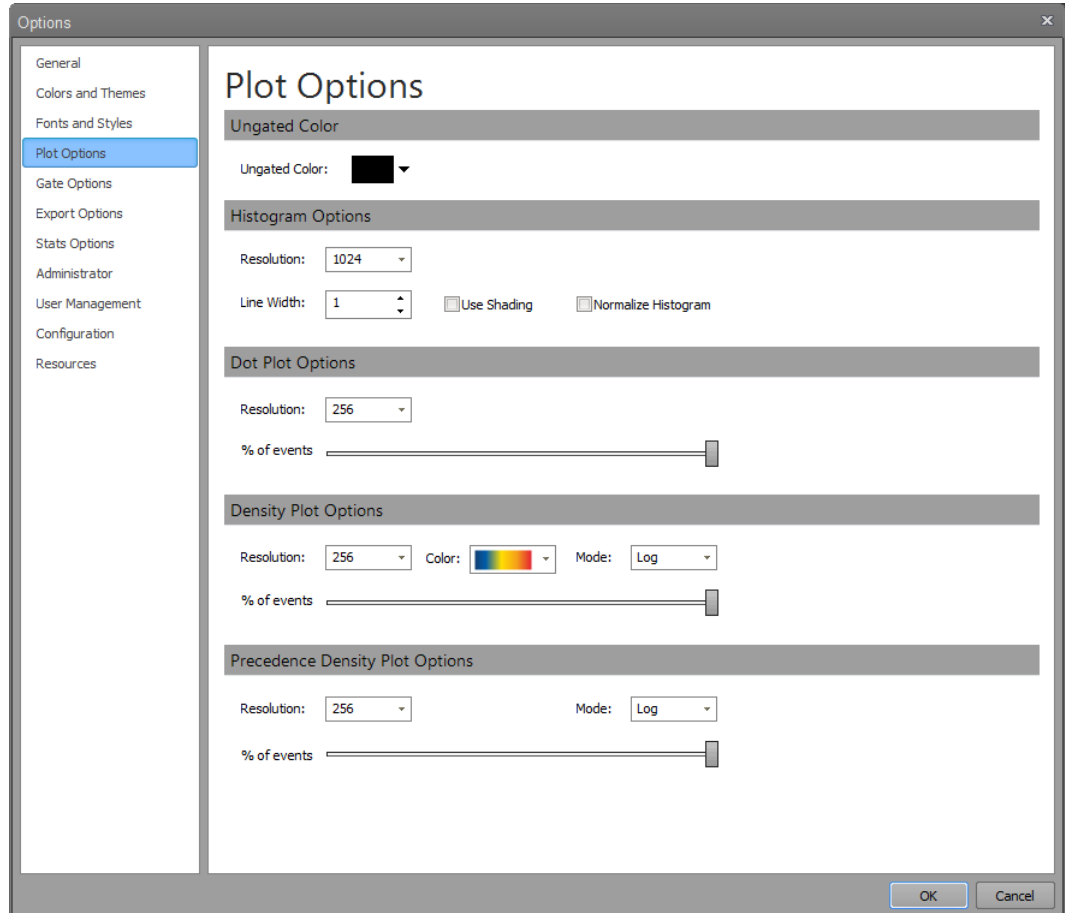 Options
General
Colors and Themes
Fonts and Styles
Plot Options
Gate Options
Export Options
Stats Options
Administrator
User Management
Configuration
Resources
Plot Options
Ungated Color
Ungated Color:
Histogram Options
Resolution: 1024
Line Width: 1 Use Shading Normalize Histogram
Dot Plot Options
Resolution: 256
% of events
Density Plot Options
Resolution: 256 Color: Mode: Log
% of events
Precedence Density Plot Options
Resolution: 256 Mode: Log
% of events
OK Cancel